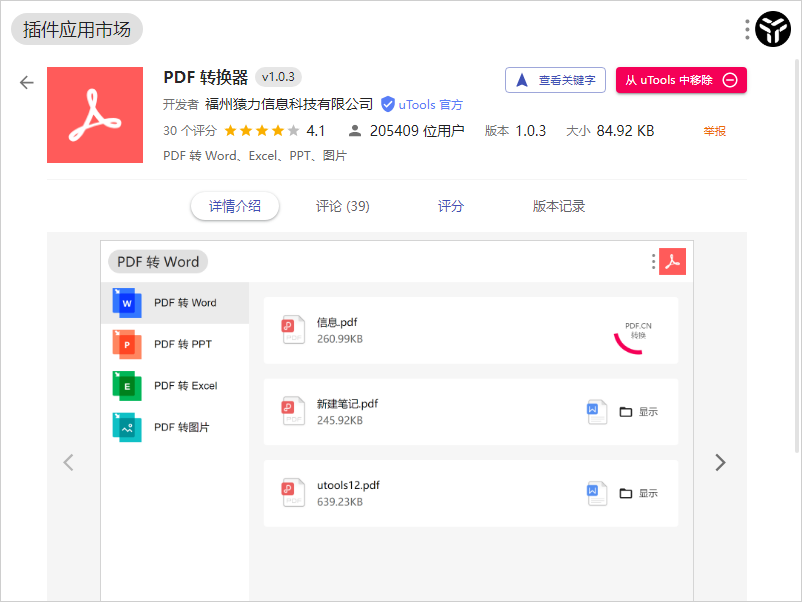 插件应用市场
PDF 转换器 v1.0.3 查看关键字 从 uTools 中移除
开发者 福州猿力信息科技有限公司 uTools 官方
30 个评分 4.1 205409 位用户 版本 1.0.3 大小 84.92 KB 举报
PDF 转 Word、Excel、PPT、图片
详情介绍 评论 (39) 评分 版本记录
PDF 转 Word
W PDF 转 Word
P PDF 转 PPT
E PDF 转 Excel
PDF 转图片
信息.pdf
260.99KB
PDF.CN
转换
新建笔记.pdf
245.92KB
W 显示
utools12.pdf
639.23KB
W 显示
PDF
PDF
PDF